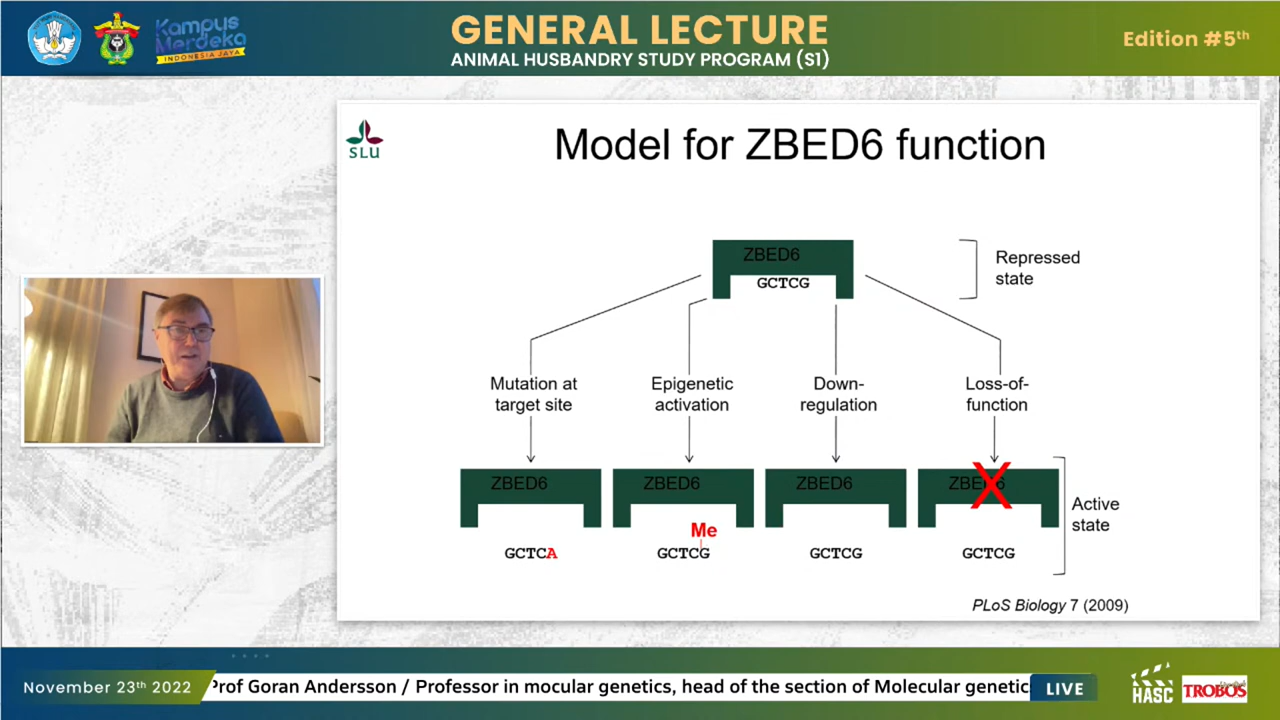 Kampus
Merdeka
INDONESIA JAYA
GENERAL LECTURE
ANIMAL HUSBANDRY STUDY PROGRAM (S1)
Edition #5th
SLU
Model for ZBED6 function
ZBED6
GCTCG
Repressed
state
Mutation at
target site
Epigenetic
activation
Down-
regulation
Loss-of-
function
ZBED6
ZBED6
ZBED6
ZBED6
Me
GCTCA
GCTCG
GCTCG
GCTCG
Active
state
PLoS Biology 7 (2009)
November 23th 2022
Prof Goran Andersson / Professor in mocular genetics, head of the section of Molecular genetic
LIVE
HASC
TROBOS